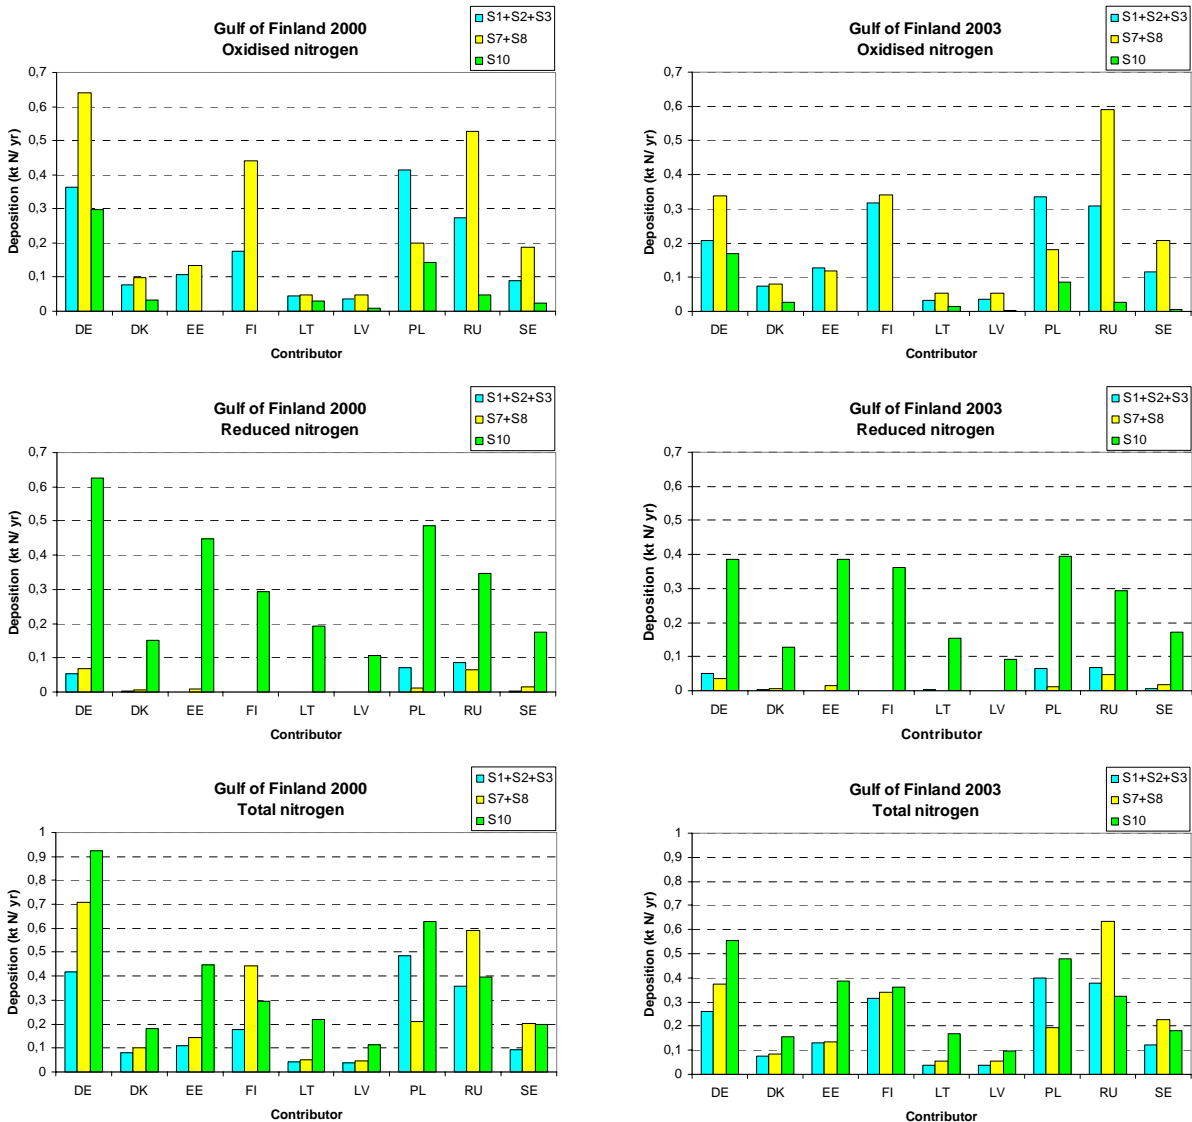 Gulf of Finland 2000
Oxidised nitrogen
S1+S2+S3
S7+S8
S10
Deposition (kt N/ yr)
0,7
0,6
0,5
0,4
0,3
0,2
0,1
0
DE DK EE FI LT LV PL RU SE
Contributor
Gulf of Finland 2003
Oxidised nitrogen
S1+S2+S3
S7+S8
S10
Deposition (kt N/ yr)
0,7
0,6
0,5
0,4
0,3
0,2
0,1
0
DE DK EE FI LT LV PL RU SE
Contributor
Gulf of Finland 2000
Reduced nitrogen
S1+S2+S3
S7+S8
S10
Deposition (kt N/ yr)
0,7
0,6
0,5
0,4
0,3
0,2
0,1
0
DE DK EE FI LT LV PL RU SE
Contributor
Gulf of Finland 2003
Reduced nitrogen
S1+S2+S3
S7+S8
S10
Deposition (kt N/ yr)
0,7
0,6
0,5
0,4
0,3
0,2
0,1
0
DE DK EE FI LT LV PL RU SE
Contributor
Gulf of Finland 2000
Total nitrogen
S1+S2+S3
S7+S8
S10
Deposition (kt N/ yr)
1
0,9
0,8
0,7
0,6
0,5
0,4
0,3
0,2
0,1
0
DE DK EE FI LT LV PL RU SE
Contributor
Gulf of Finland 2003
Total nitrogen
S1+S2+S3
S7+S8
S10
Deposition (kt N/ yr)
1
0,9
0,8
0,7
0,6
0,5
0,4
0,3
0,2
0,1
0
DE DK EE FI LT LV PL RU SE
Contributor